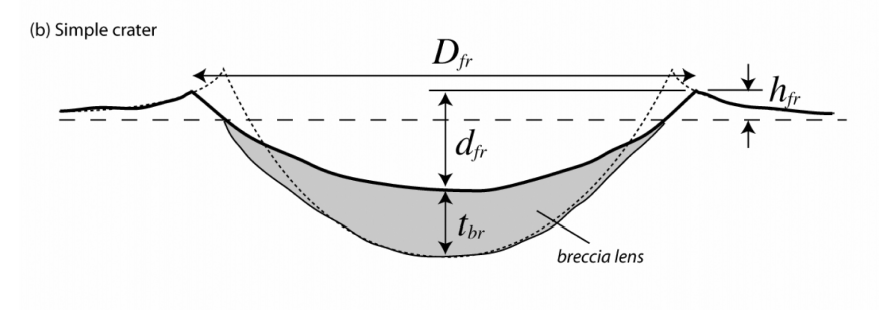 (b) Simple crater
D_fr
h_fr
d_fr
t_br
breccia lens